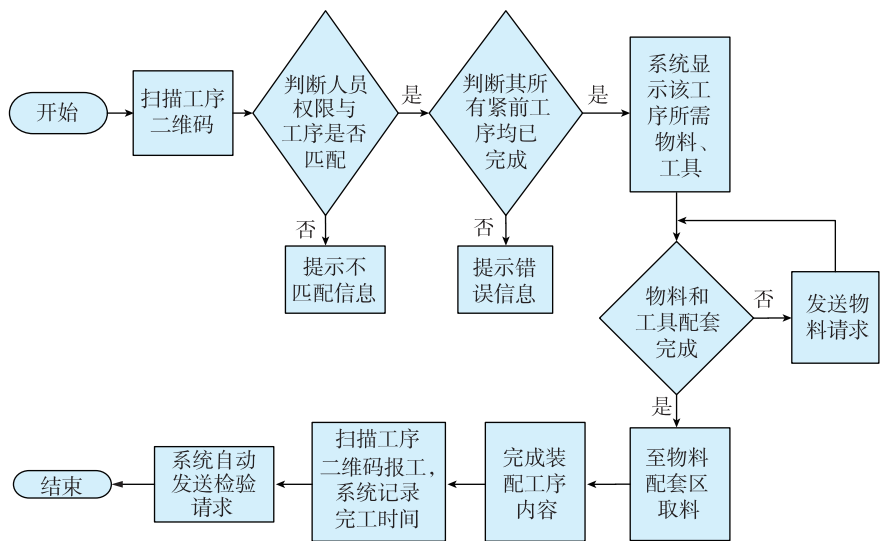 开始
扫描工序
二维码
判断人员
权限与
工序是否
匹配
是
否
提示不
匹配信息
判断其所
有紧前工
序均已
完成
是
否
提示错
误信息
系统显
示该工
序所需
物料、
工具
物料和
工具配套
完成
否
发送物
料请求
是
至物料
配套区
取料
完成装
配工序
内容
扫描工序
二维码报工，
系统记录
完工时间
系统自动
发送检验
请求
结束